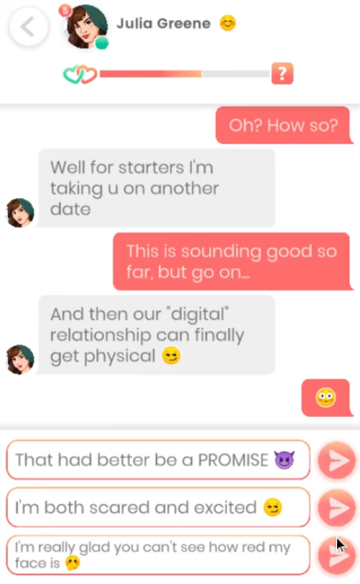 5
Julia Greene 😊
?
Oh? How so?
Well for starters I'm
taking u on another
date
This is sounding good so
far, but go on...
And then our "digital"
relationship can finally
get physical 😏
😳
That had better be a PROMISE 😈
I'm both scared and excited 😏
I'm really glad you can't see how red my
face is 🤭